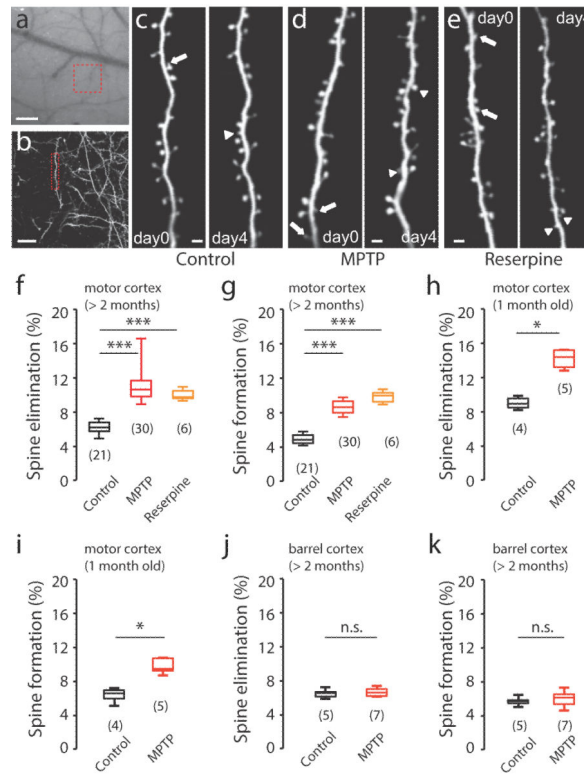 a
b
c
d
e
day0
day4
day0
day4
day0
Control
MPTP
Reserpine
f
motor cortex
(> 2 months)
Spine elimination (%)
20
16
12
8
4
0
***
***
(21)
(30)
(6)
Control
MPTP
Reserpine
g
motor cortex
(> 2 months)
Spine formation (%)
20
16
12
8
4
0
***
***
(21)
(30)
(6)
Control
MPTP
Reserpine
h
motor cortex
(1 month old)
Spine elimination (%)
20
16
12
8
4
0
*
(4)
(5)
Control
MPTP
i
motor cortex
(1 month old)
Spine formation (%)
20
16
12
8
4
0
*
(4)
(5)
Control
MPTP
j
barrel cortex
(> 2 months)
Spine elimination (%)
20
16
12
8
4
0
n.s.
(5)
(7)
Control
MPTP
k
barrel cortex
(> 2 months)
Spine formation (%)
20
16
12
8
4
0
n.s.
(5)
(7)
Control
MPTP